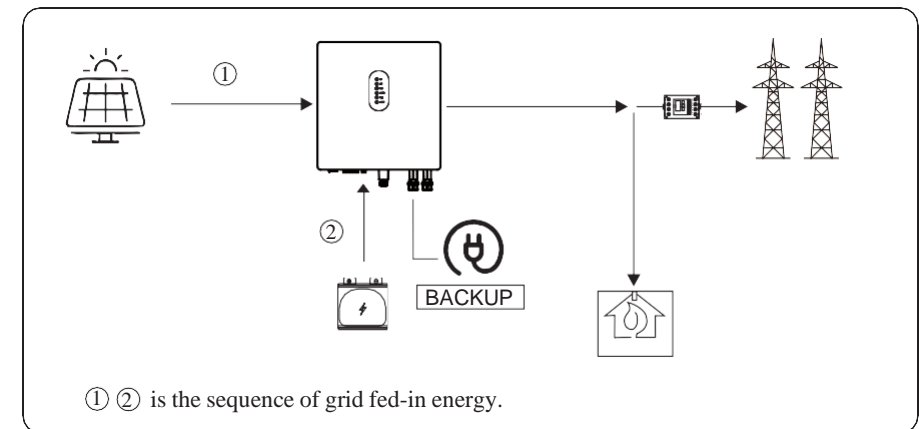 ①
②
BACKUP
① ② is the sequence of grid fed-in energy.